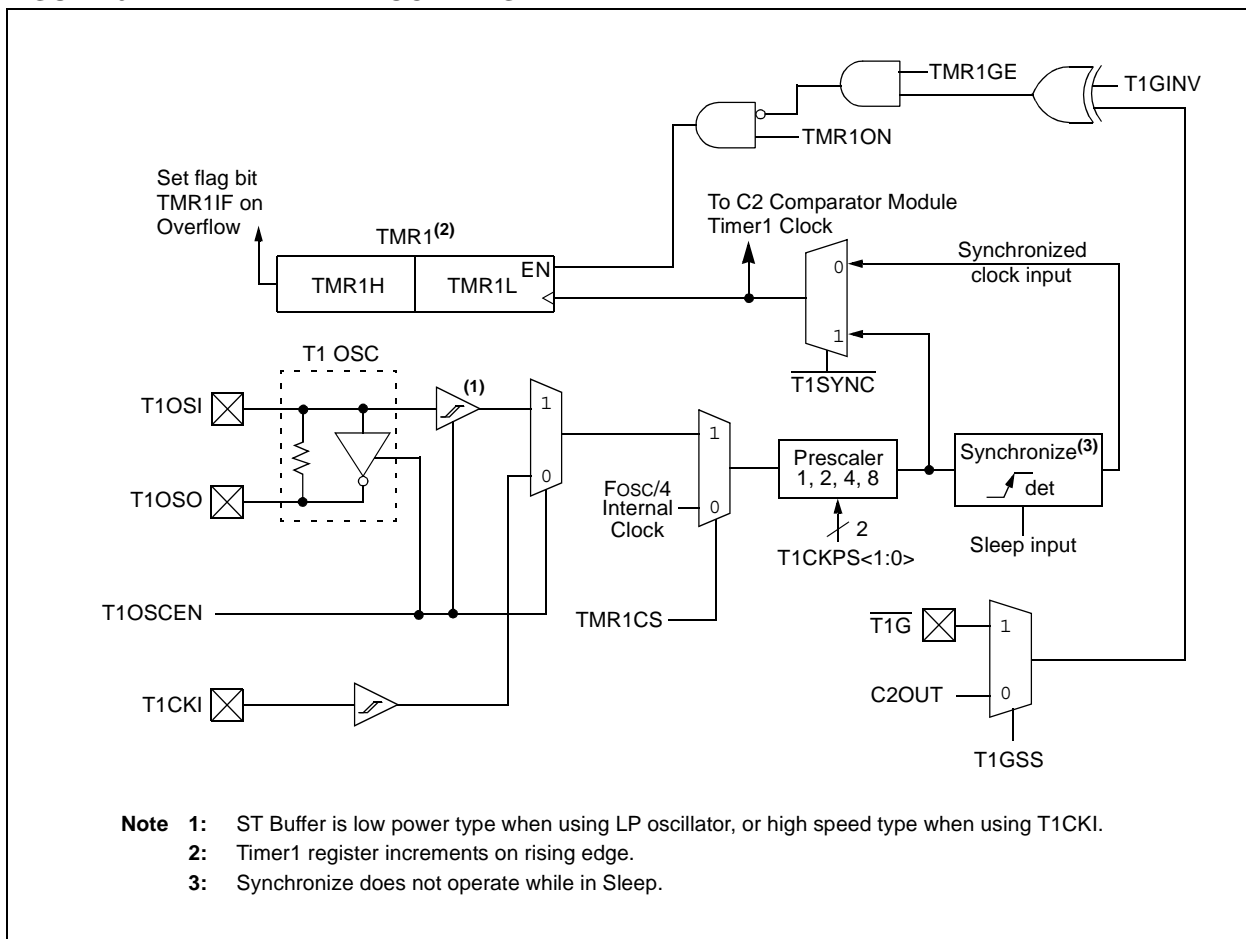 TMR1GE
T1GINV
TMR1ON
Set flag bit
TMR1IF on
Overflow
To C2 Comparator Module
Timer1 Clock
TMR1(2)
EN
TMR1H
TMR1L
0
Synchronized
clock input
1
T1SYNC
T1 OSC
(1)
T1OSI
1
1
T1OSO
0
FOSC/4
Internal
Clock
0
Prescaler
1, 2, 4, 8
Synchronize(3)
det
2
T1CKPS<1:0>
Sleep input
T1OSCEN
TMR1CS
T1G
1
T1CKI
C2OUT
0
T1GSS
Note 1: ST Buffer is low power type when using LP oscillator, or high speed type when using T1CKI.
2: Timer1 register increments on rising edge.
3: Synchronize does not operate while in Sleep.